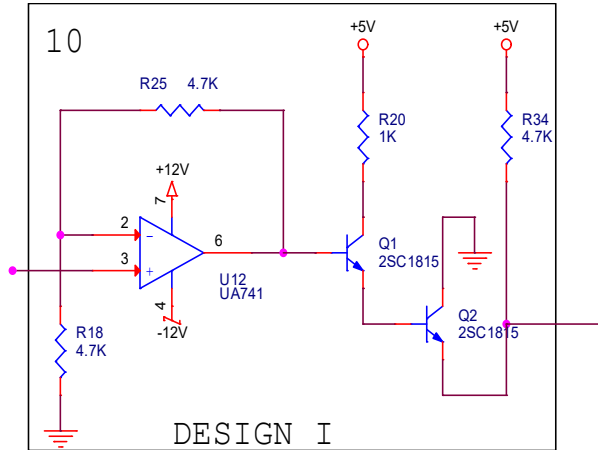 10
+5V
+5V
R25 4.7K
R20
1K
R34
4.7K
+12V
7
2
−
6
3
+
U12
UA741
4
-12V
Q1
2SC1815
Q2
2SC1815
R18
4.7K
DESIGN I